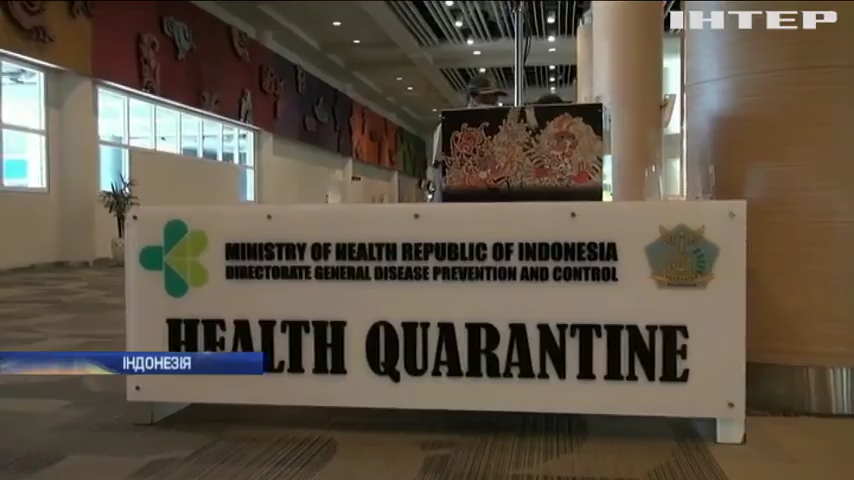 ІНТЕР
MINISTRY OF HEALTH REPUBLIC OF INDONESIA
DIRECTORATE GENERAL DISEASE PREVENTION AND CONTROL
HEALTH QUARANTINE
ІНДОНЕЗІЯ